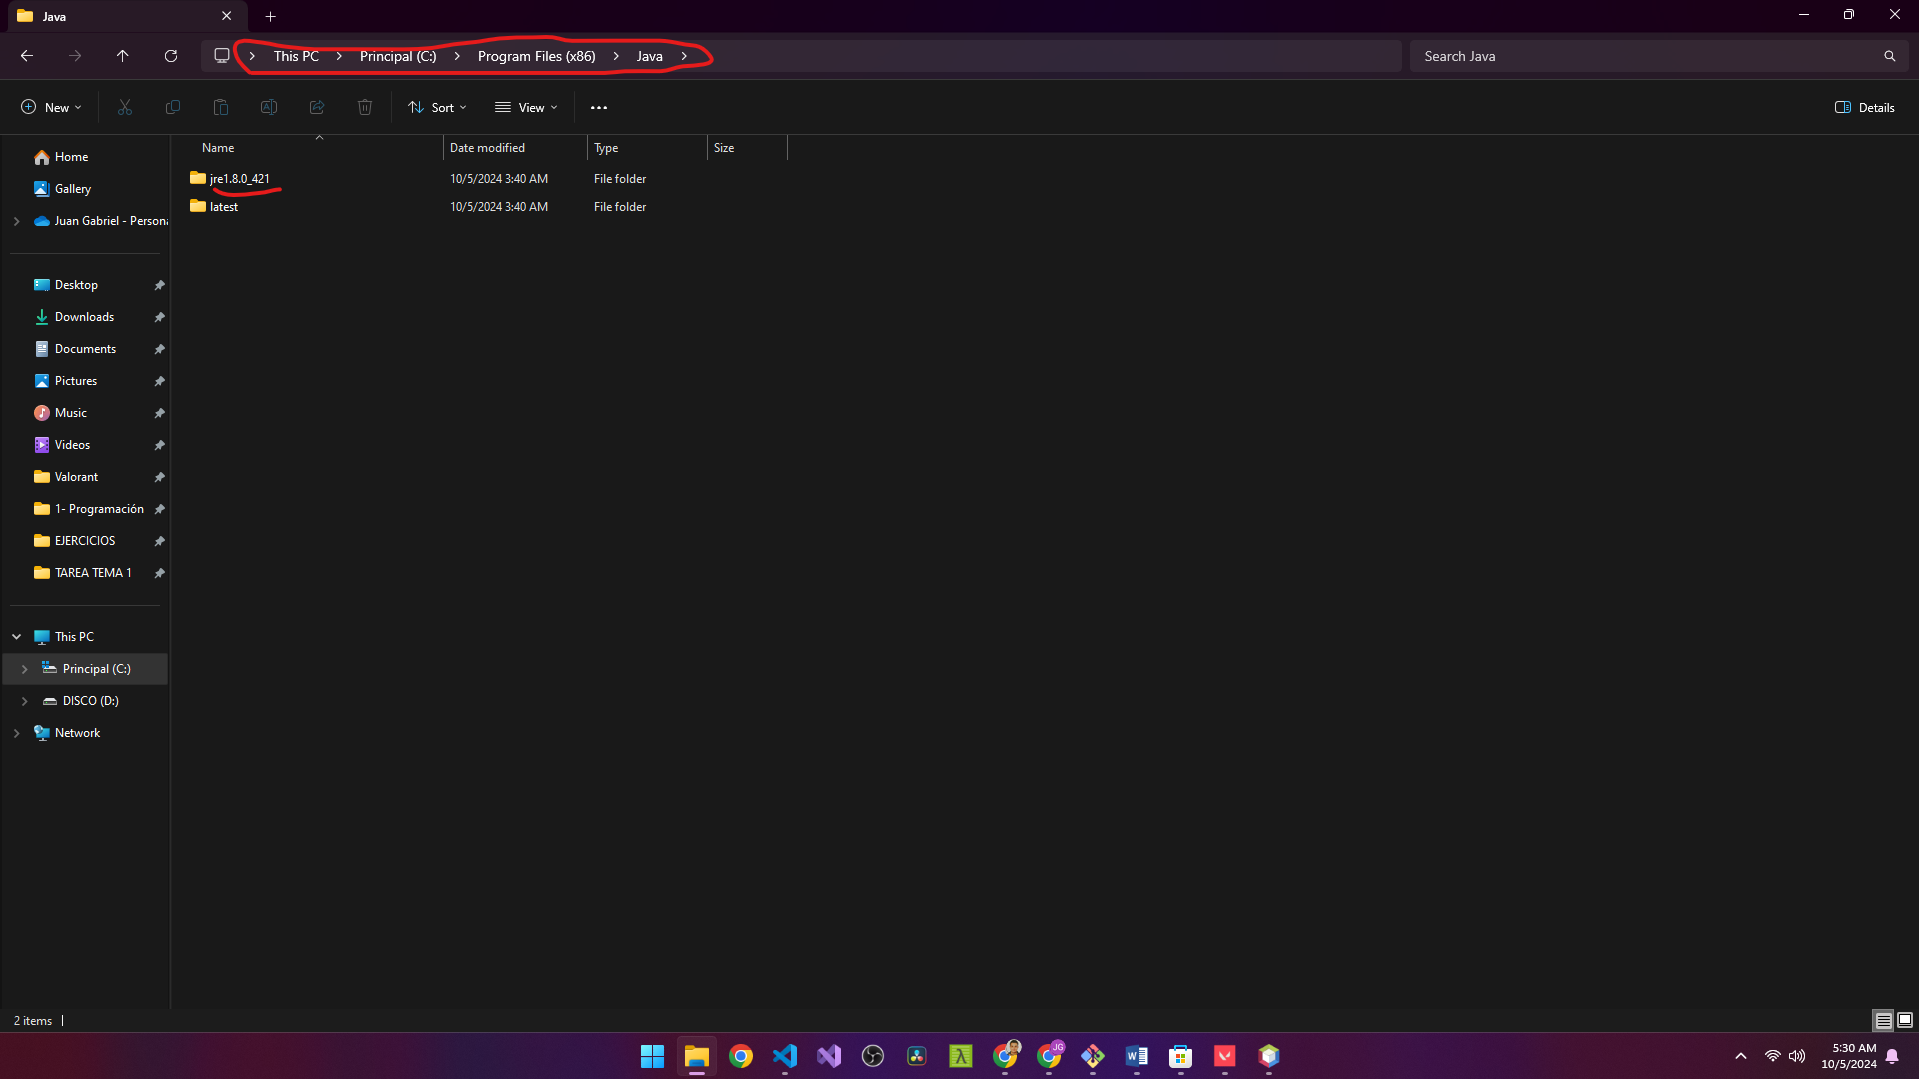 Java
This PC > Principal (C:) > Program Files (x86) > Java >
Search Java
New
Sort
View
Details
Name
Date modified
Type
Size
jre1.8.0_421
10/5/2024 3:40 AM
File folder
latest
10/5/2024 3:40 AM
File folder
Home
Gallery
Juan Gabriel - Persona
Desktop
Downloads
Documents
Pictures
Music
Videos
Valorant
1- Programación
EJERCICIOS
TAREA TEMA 1
This PC
Principal (C:)
DISCO (D:)
Network
2 items
JG
5:30 AM
10/5/2024